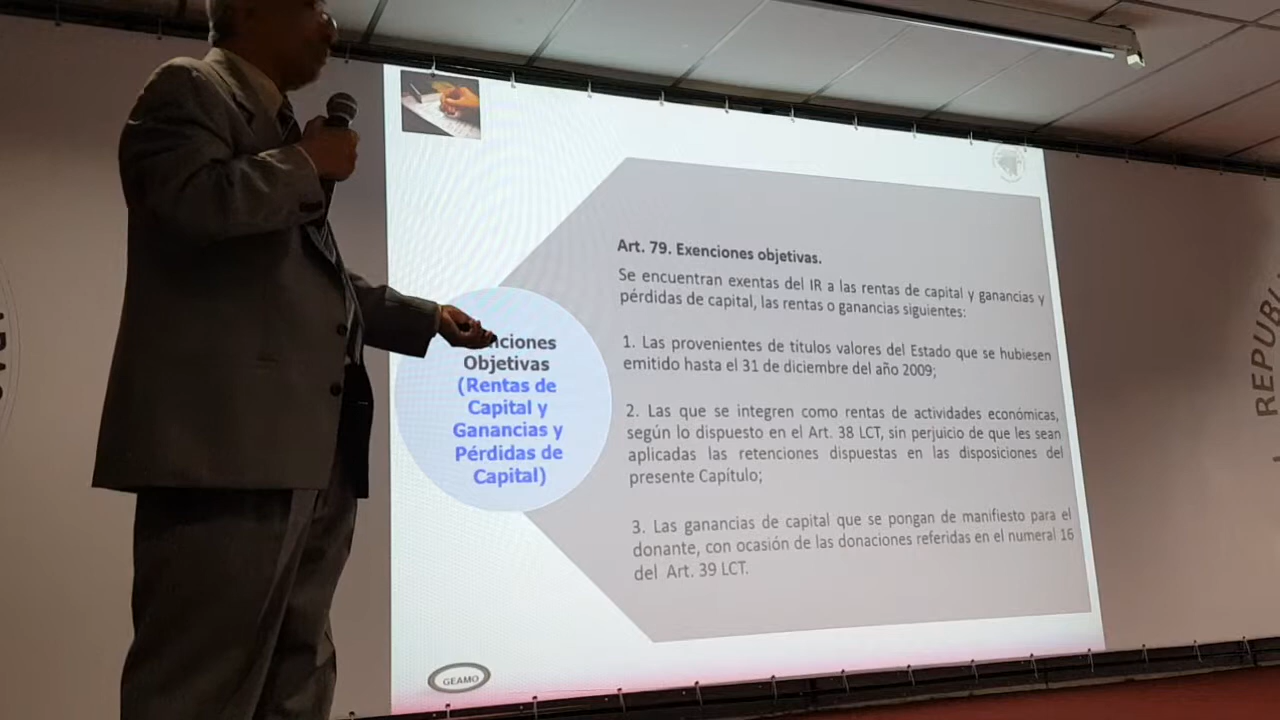 Art. 79. Exenciones objetivas.
Se encuentran exentas del IR a las rentas de capital y ganancias y
pérdidas de capital, las rentas o ganancias siguientes:
1. Las provenientes de títulos valores del Estado que se hubiesen
emitido hasta el 31 de diciembre del año 2009;
2. Las que se integren como rentas de actividades económicas,
según lo dispuesto en el Art. 38 LCT, sin perjuicio de que les sean
aplicadas las retenciones dispuestas en las disposiciones del
presente Capítulo;
3. Las ganancias de capital que se pongan de manifiesto para el
donante, con ocasión de las donaciones referidas en el numeral 16
del Art. 39 LCT.
nciones
Objetivas
(Rentas de
Capital y
Ganancias y
Pérdidas de
Capital)
GEAMO
REPUBLI